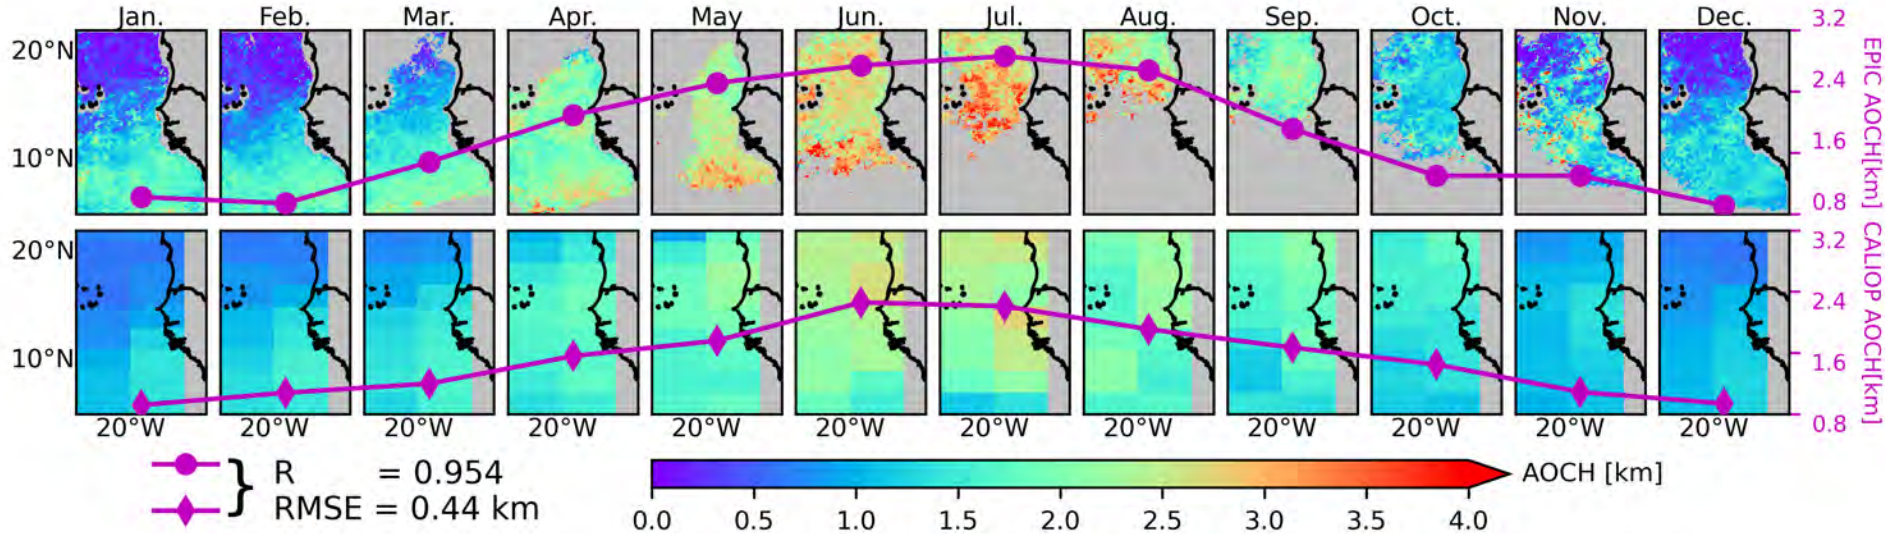 Jan. Feb. Mar. Apr. May Jun. Jul. Aug. Sep. Oct. Nov. Dec.
20°N
10°N
3.2
2.4
1.6
0.8
EPIC AOCH[km]
20°N
10°N
3.2
2.4
1.6
0.8
CALIOP AOCH[km]
20°W 20°W 20°W 20°W 20°W 20°W 20°W 20°W 20°W 20°W 20°W 20°W
R = 0.954
RMSE = 0.44 km
AOCH [km]
0.0 0.5 1.0 1.5 2.0 2.5 3.0 3.5 4.0